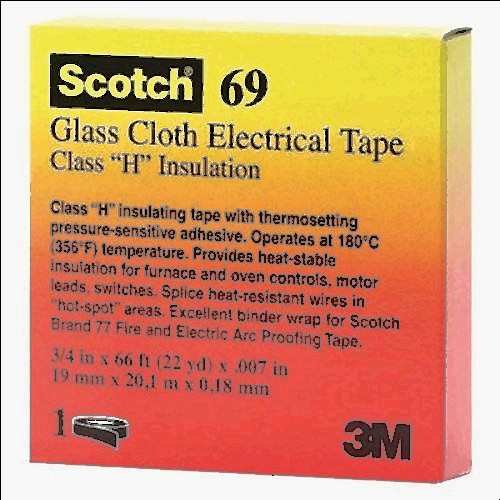 Scotch 69
Glass Cloth Electrical Tape
Class "H" Insulation
Class "H" insulating tape with thermosetting
pressure-sensitive adhesive. Operates at 180°C
(356°F) temperature. Provides heat-stable
insulation for furnace and oven controls, motor
leads, switches. Splice heat-resistant wires in
"hot-spot" areas. Excellent binder wrap for Scotch
Brand 77 Fire and Electric Arc Proofing Tape.
3/4 in x 66 ft (22 yd) x .007 in
19 mm x 20,1 m x 0,18 mm
1
3M